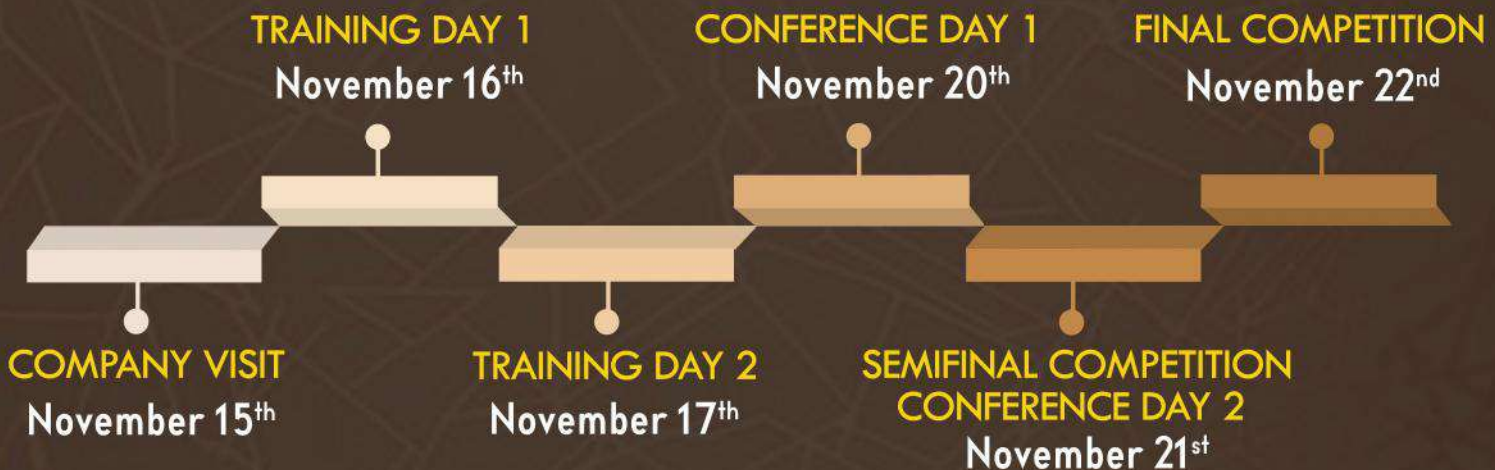 TRAINING DAY 1
November 16th
CONFERENCE DAY 1
November 20th
FINAL COMPETITION
November 22nd
COMPANY VISIT
November 15th
TRAINING DAY 2
November 17th
SEMIFINAL COMPETITION
CONFERENCE DAY 2
November 21st